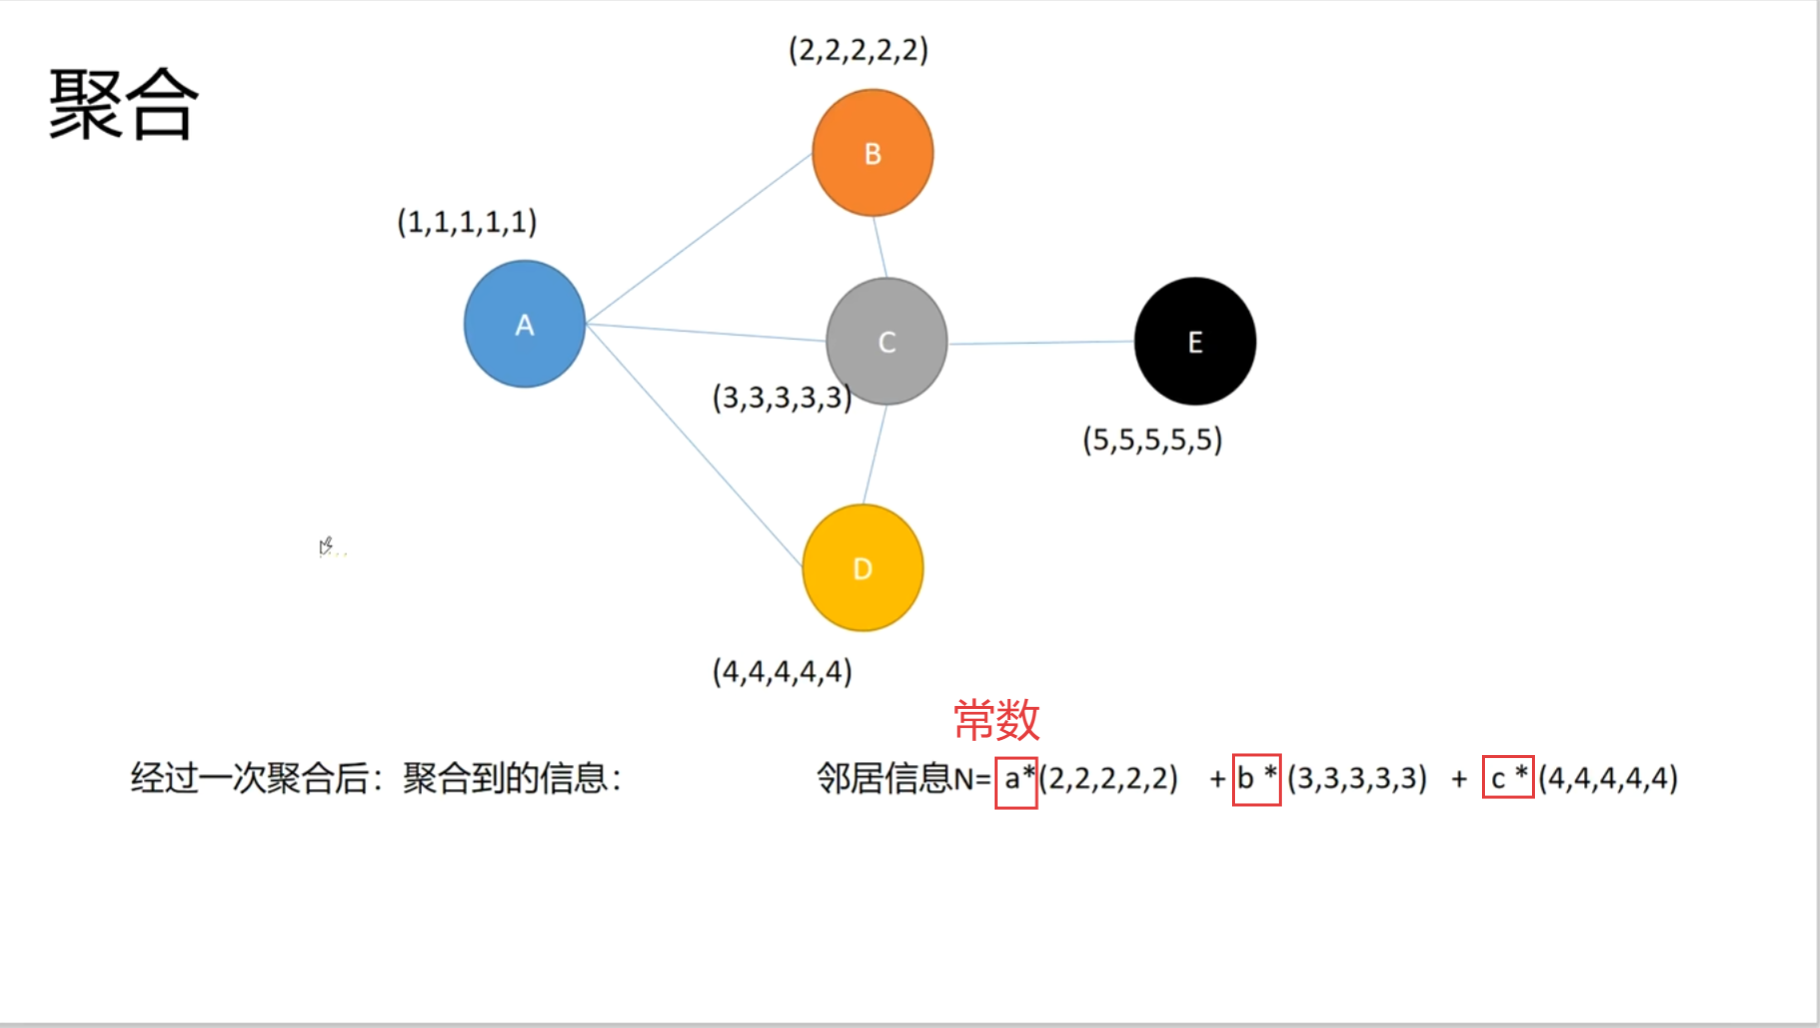 聚合
(2,2,2,2,2)
B
(1,1,1,1,1)
A
C
E
(3,3,3,3,3)
(5,5,5,5,5)
D
(4,4,4,4,4)
常数
经过一次聚合后：聚合到的信息： 邻居信息N= a*(2,2,2,2,2) + b * (3,3,3,3,3) + c * (4,4,4,4,4)